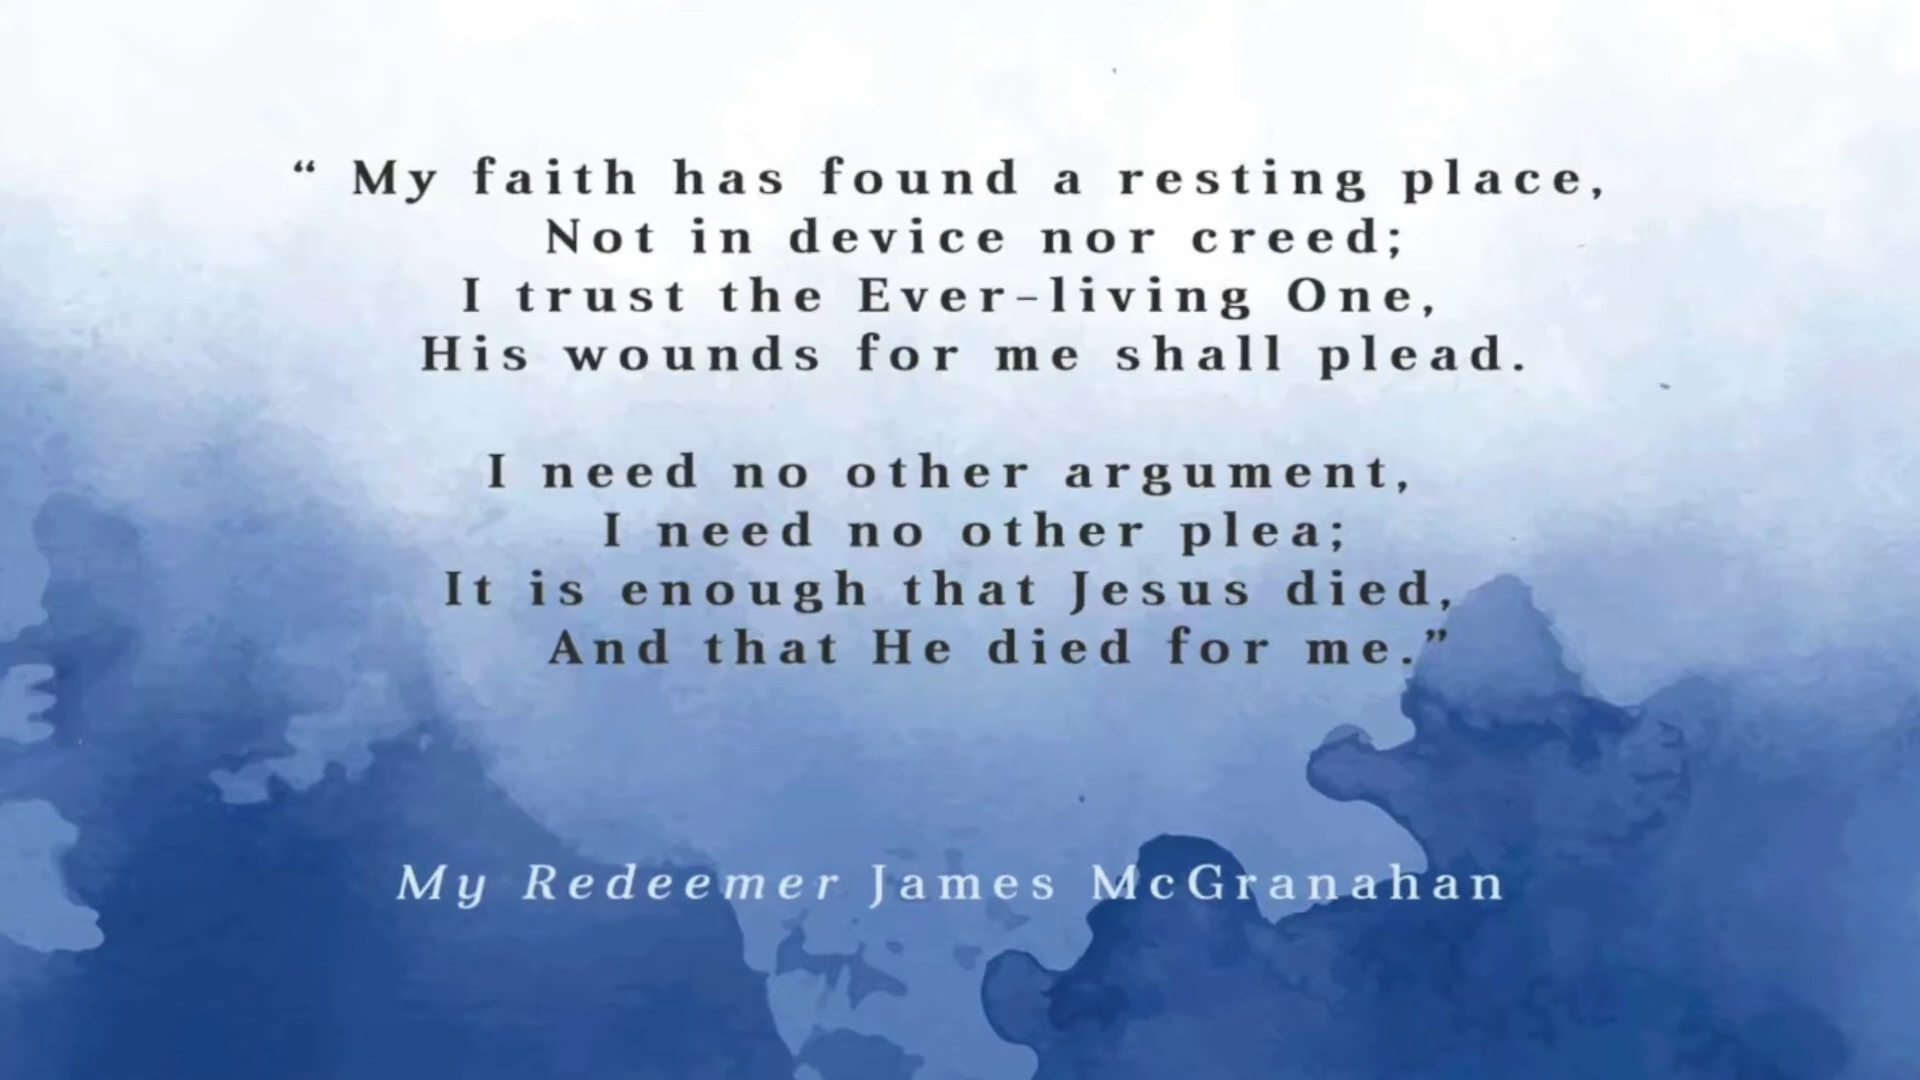 “ My faith has found a resting place,
Not in device nor creed;
I trust the Ever-living One,
His wounds for me shall plead.
I need no other argument,
I need no other plea;
It is enough that Jesus died,
And that He died for me.”
My Redeemer James McGranahan